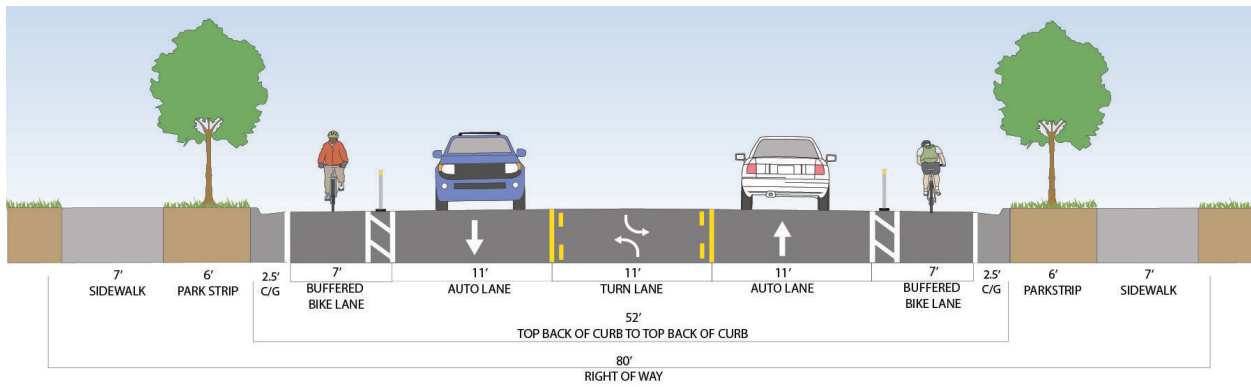 7’ 6’ 2.5’ 7’ 11’ 11’ 11’ 7’ 2.5’ 6’ 7’
SIDEWALK PARK STRIP C/G BUFFERED AUTO LANE TURN LANE AUTO LANE BUFFERED C/G PARKSTRIP SIDEWALK
BIKE LANE BIKE LANE
52’
TOP BACK OF CURB TO TOP BACK OF CURB
80’
RIGHT OF WAY